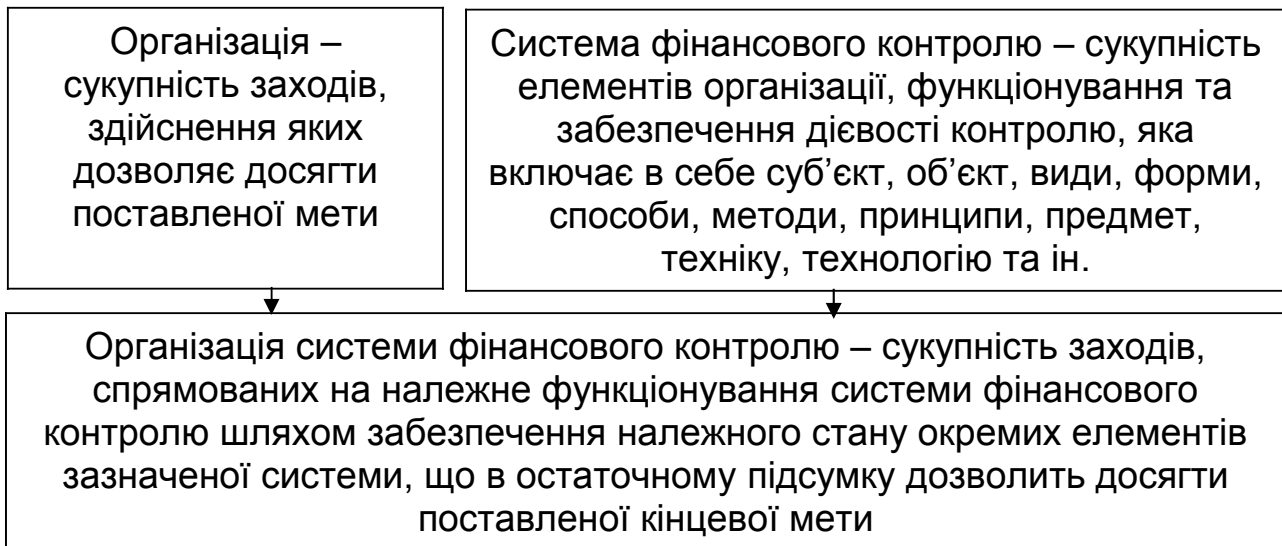 Організація –
сукупність заходів,
здійснення яких
дозволяє досягти
поставленої мети
Система фінансового контролю – сукупність
елементів організації, функціонування та
забезпечення дієвості контролю, яка
включає в себе суб’єкт, об’єкт, види, форми,
способи, методи, принципи, предмет,
техніку, технологію та ін.
Організація системи фінансового контролю – сукупність заходів,
спрямованих на належне функціонування системи фінансового
контролю шляхом забезпечення належного стану окремих елементів
зазначеної системи, що в остаточному підсумку дозволить досягти
поставленої кінцевої мети